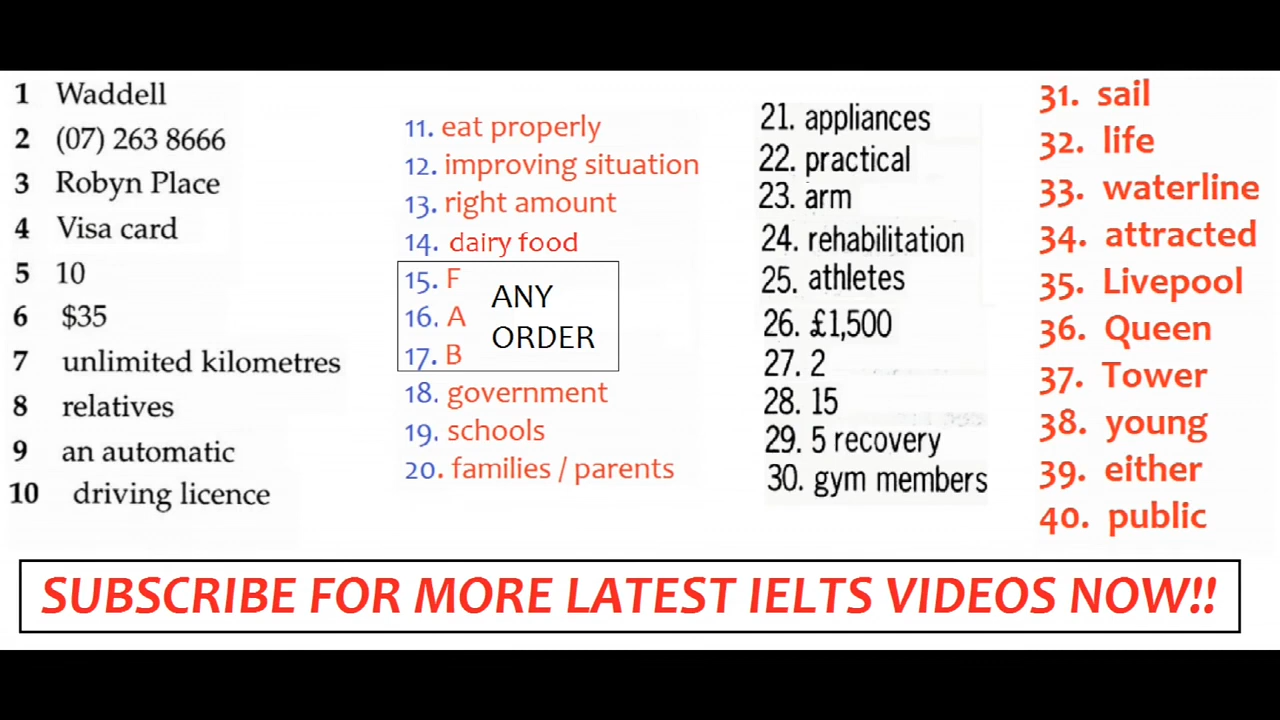 1 Waddell
2 (07) 263 8666
3 Robyn Place
4 Visa card
5 10
6 $35
7 unlimited kilometres
8 relatives
9 an automatic
10 driving licence
11. eat properly
12. improving situation
13. right amount
14. dairy food
15. F
16. A
17. B
ANY
ORDER
18. government
19. schools
20. families / parents
21. appliances
22. practical
23. arm
24. rehabilitation
25. athletes
26. £1,500
27. 2
28. 15
29. 5 recovery
30. gym members
31. sail
32. life
33. waterline
34. attracted
35. Livepool
36. Queen
37. Tower
38. young
39. either
40. public
SUBSCRIBE FOR MORE LATEST IELTS VIDEOS NOW!!